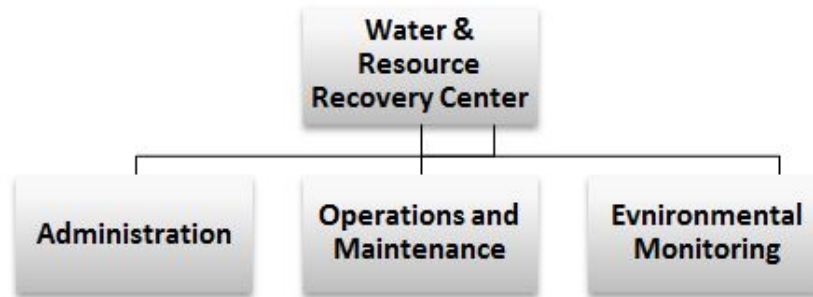 Water &
Resource
Recovery Center
Administration
Operations and
Maintenance
Evnironmental
Monitoring